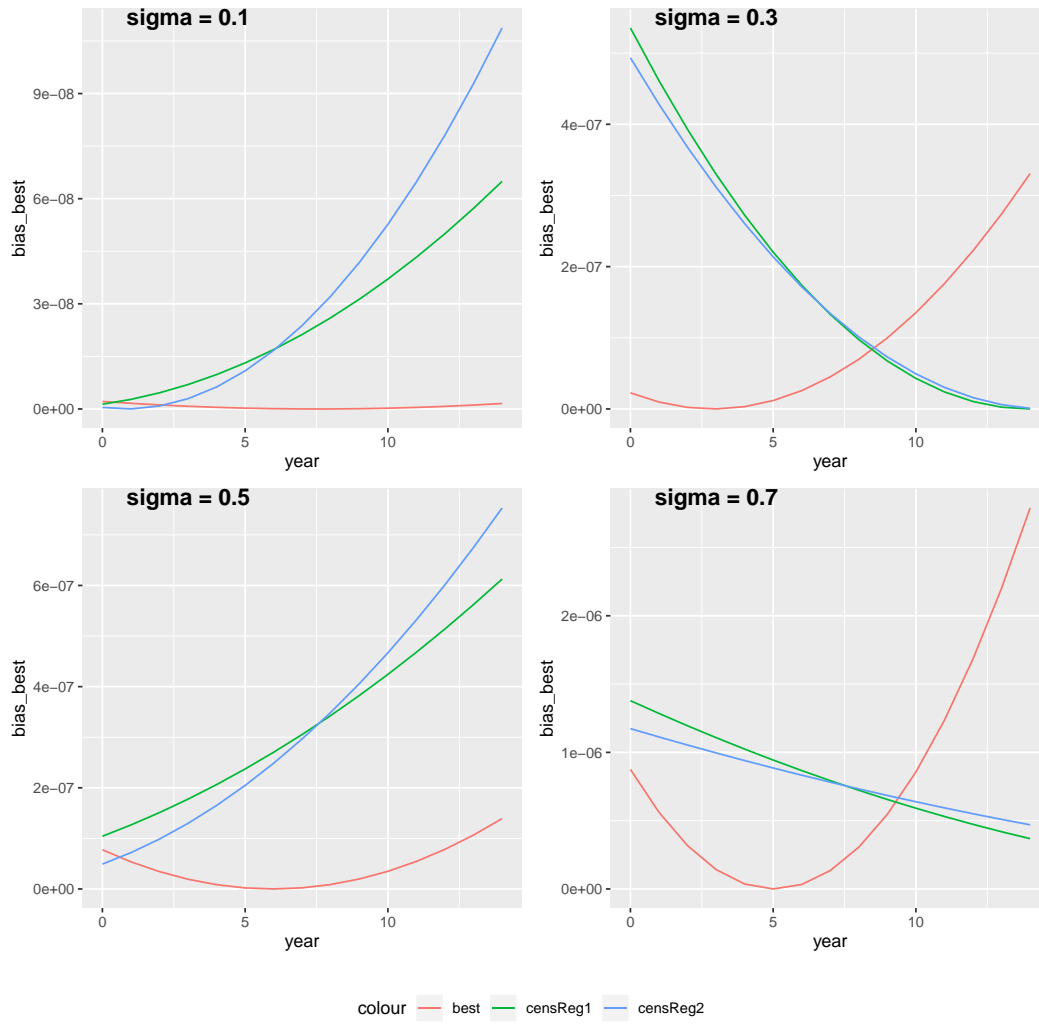 sigma = 0.1
9e−08
6e−08
3e−08
0e+00
bias_best
0 5 10
year
sigma = 0.3
4e−07
2e−07
0e+00
bias_best
0 5 10
year
sigma = 0.5
6e−07
4e−07
2e−07
0e+00
bias_best
0 5 10
year
sigma = 0.7
2e−06
1e−06
0e+00
bias_best
0 5 10
year
colour best censReg1 censReg2